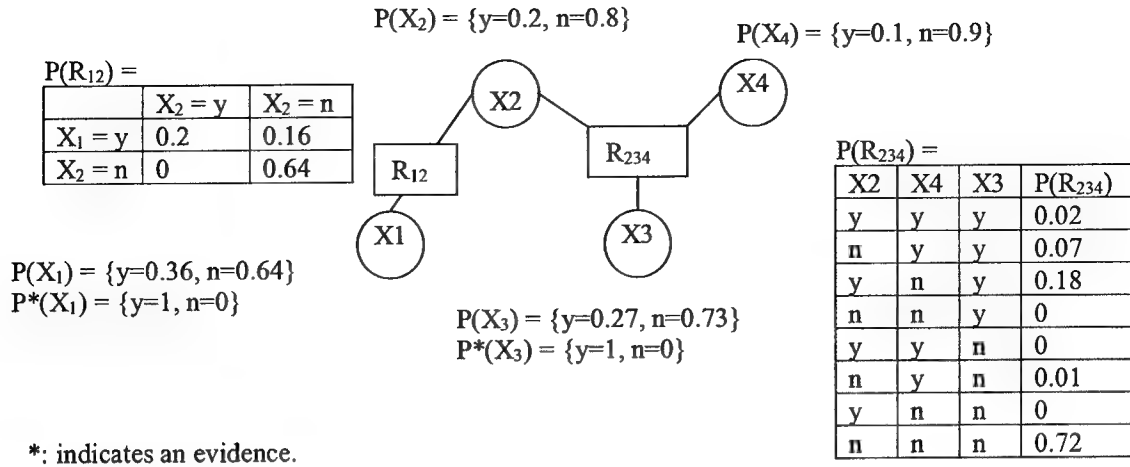 P(X₂) = {y=0.2, n=0.8}
P(X₄) = {y=0.1, n=0.9}
P(R₁₂) =
X₂ = y X₂ = n
X₁ = y 0.2 0.16
X₂ = n 0 0.64
X2
X4
R₁₂
R₂₃₄
X1
X3
P(X₁) = {y=0.36, n=0.64}
P*(X₁) = {y=1, n=0}
P(X₃) = {y=0.27, n=0.73}
P*(X₃) = {y=1, n=0}
P(R₂₃₄) =
X2 X4 X3 P(R₂₃₄)
y y y 0.02
n y y 0.07
y n y 0.18
n n y 0
y y n 0
n y n 0.01
y n n 0
n n n 0.72
*: indicates an evidence.